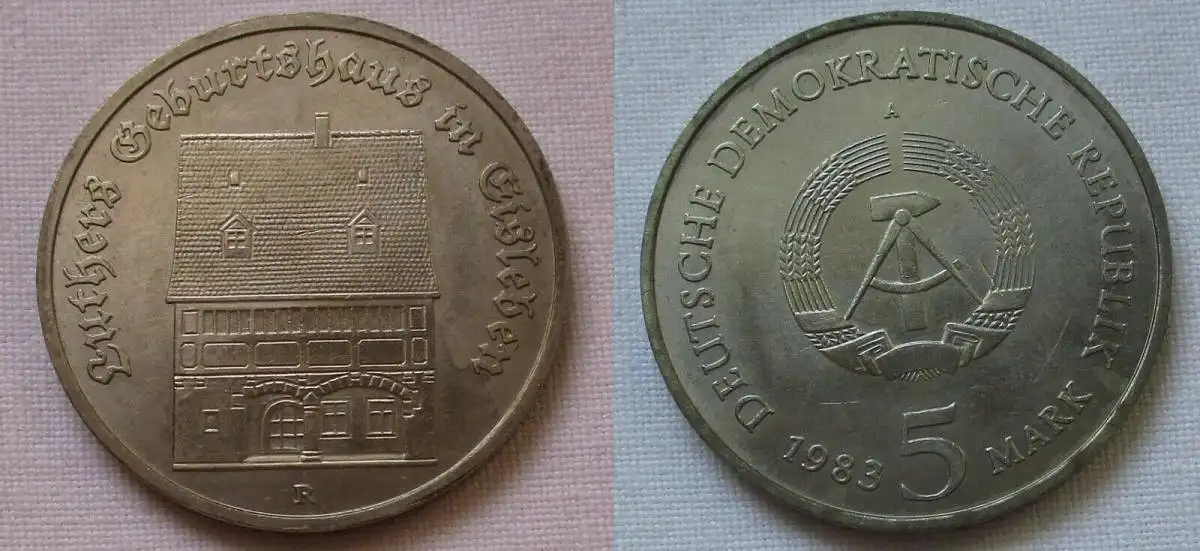 Luthers Geburtshaus in Eisleben
R
DEUTSCHE DEMOKRATISCHE REPUBLIK
A
1983 5 MARK